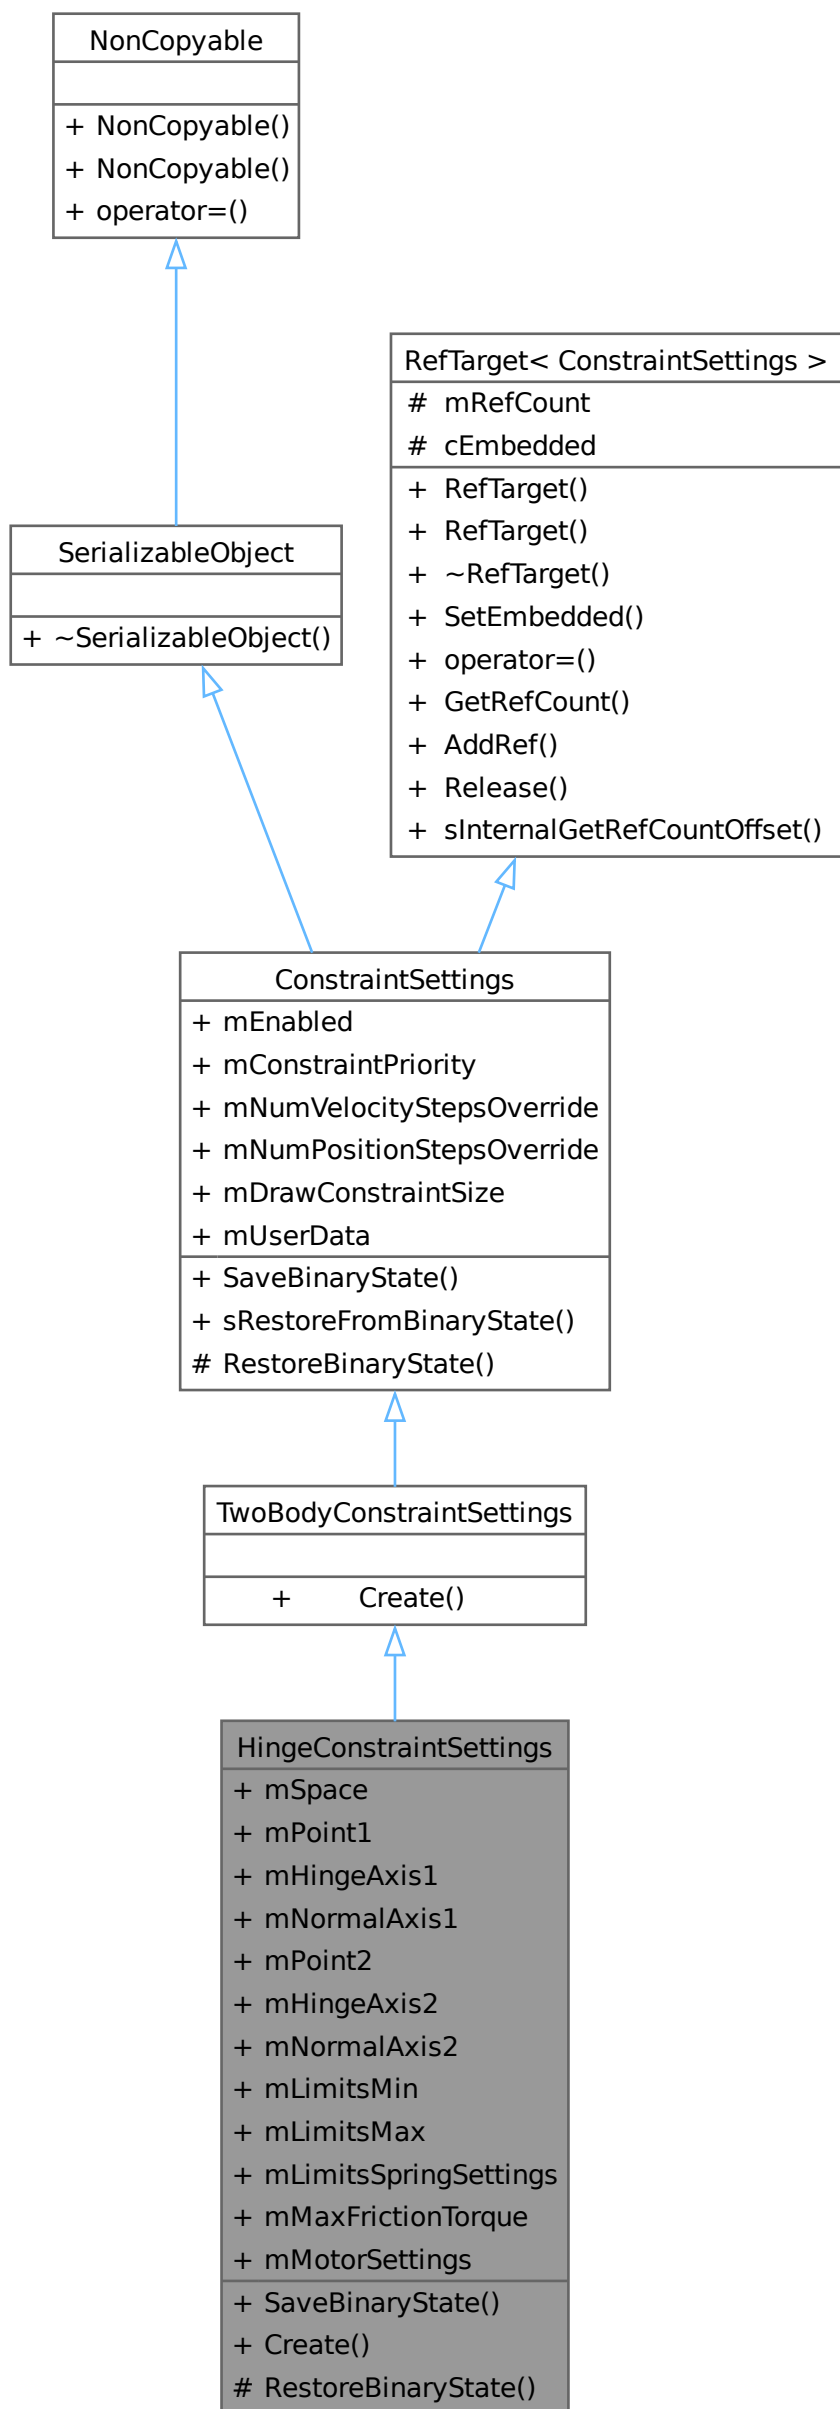 NonCopyable
+ NonCopyable()
+ NonCopyable()
+ operator=()
RefTarget< ConstraintSettings >
# mRefCount
# cEmbedded
+ RefTarget()
+ RefTarget()
+ ~RefTarget()
+ SetEmbedded()
+ operator=()
+ GetRefCount()
+ AddRef()
+ Release()
+ sInternalGetRefCountOffset()
SerializableObject
+ ~SerializableObject()
ConstraintSettings
+ mEnabled
+ mConstraintPriority
+ mNumVelocityStepsOverride
+ mNumPositionStepsOverride
+ mDrawConstraintSize
+ mUserData
+ SaveBinaryState()
+ sRestoreFromBinaryState()
# RestoreBinaryState()
TwoBodyConstraintSettings
+ Create()
HingeConstraintSettings
+ mSpace
+ mPoint1
+ mHingeAxis1
+ mNormalAxis1
+ mPoint2
+ mHingeAxis2
+ mNormalAxis2
+ mLimitsMin
+ mLimitsMax
+ mLimitsSpringSettings
+ mMaxFrictionTorque
+ mMotorSettings
+ SaveBinaryState()
+ Create()
# RestoreBinaryState()